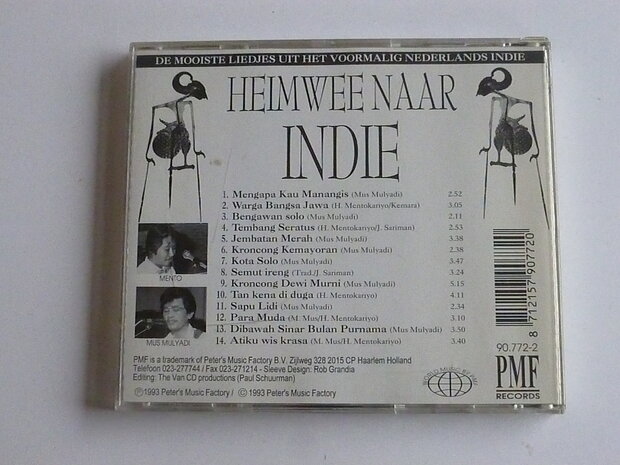 DE MOOISTE LIEDJES UIT HET VOORMALIG NEDERLANDS INDIE
HEIMWEE NAAR
INDIE
1. Mengapa Kau Manangis (Mus Mulyadi) 2.52
2. Warga Bangsa Jawa (H. Mentokariyo/Kemara) 3.05
3. Bengawan solo (Mus Mulyadi) 2.11
4. Tembang Seratus (H. Mentokariyo/J. Sariman) 2.53
5. Jembatan Merah (Mus Mulyadi) 3.38
6. Kroncong Kemayoran (Mus Mulyadi) 2.38
7. Kota Solo (Mus Mulyadi) 3.47
8. Semut ireng (Trad./J. Sariman) 3.24
9. Kroncong Dewi Murni (Mus Mulyadi) 5.15
10. Tan kena di duga (H. Mentokariyo) 4.11
11. Sapu Lidi (Mus Mulyadi) 2.34
12. Para Muda (M. Mus/H. Mentokariyo) 4.10
13. Dibawah Sinar Bulan Purnama (Mus Mulyadi) 3.50
14. Atiku wis krasa (M. Mus/H. Mentokariyo) 3.40
MENTO
MUS MULYADI
8 712157 907720
90.772-2
PMF is a trademark of Peter's Music Factory B.V. Zijlweg 328 2015 CP Haarlem Holland
Telefoon 023-277744 / Fax 023-271214 - Sleeve Design: Rob Grandia
Editing: The Van CD productions (Paul Schuurman)
Ⓟ1993 Peter's Music Factory / © 1993 Peter's Music Factory
WORLD MUSIC BY PMF
PMF
RECORDS